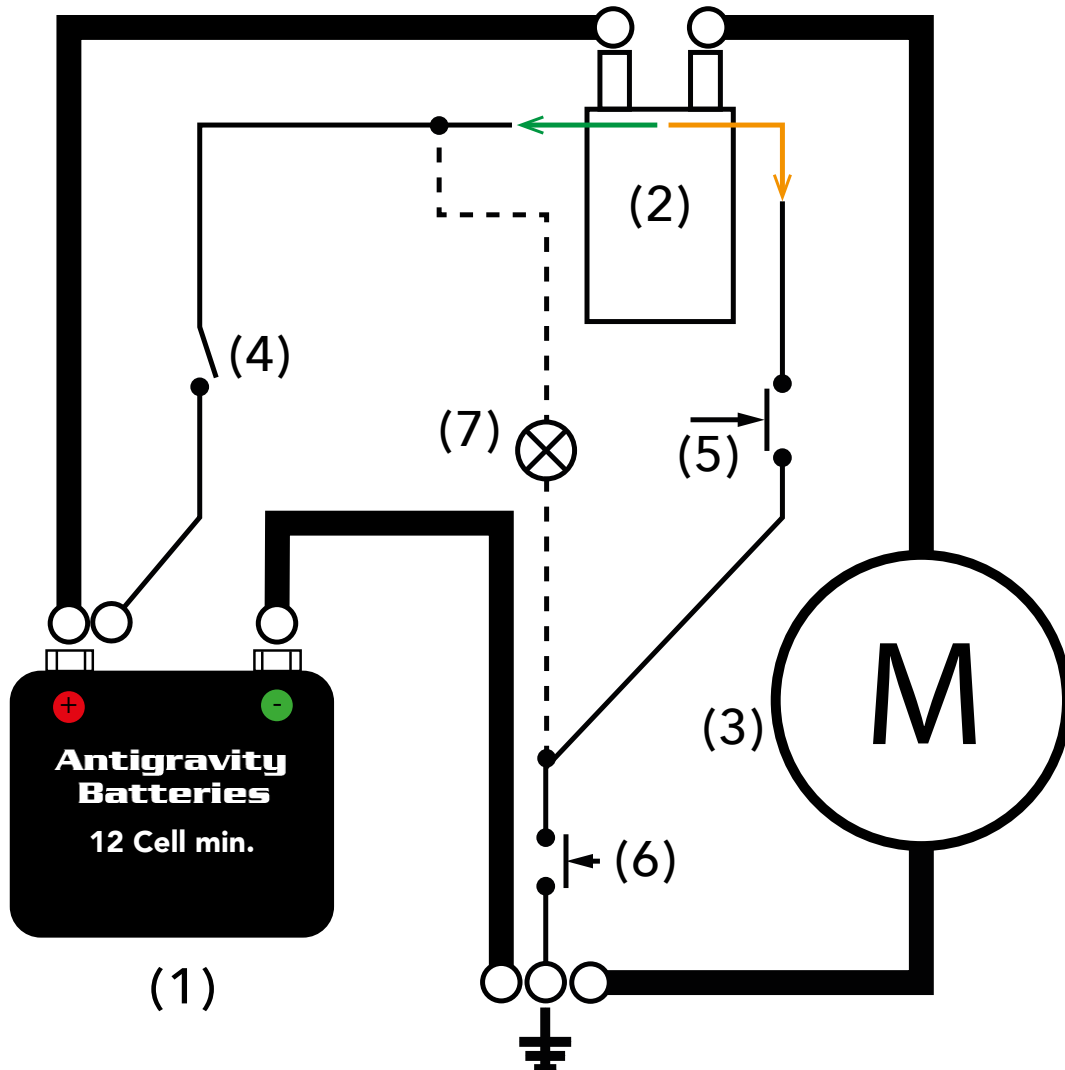 (2)
(4)
(7)
(5)
M
(3)
+ -
Antigravity
Batteries
12 Cell min.
(6)
(1)